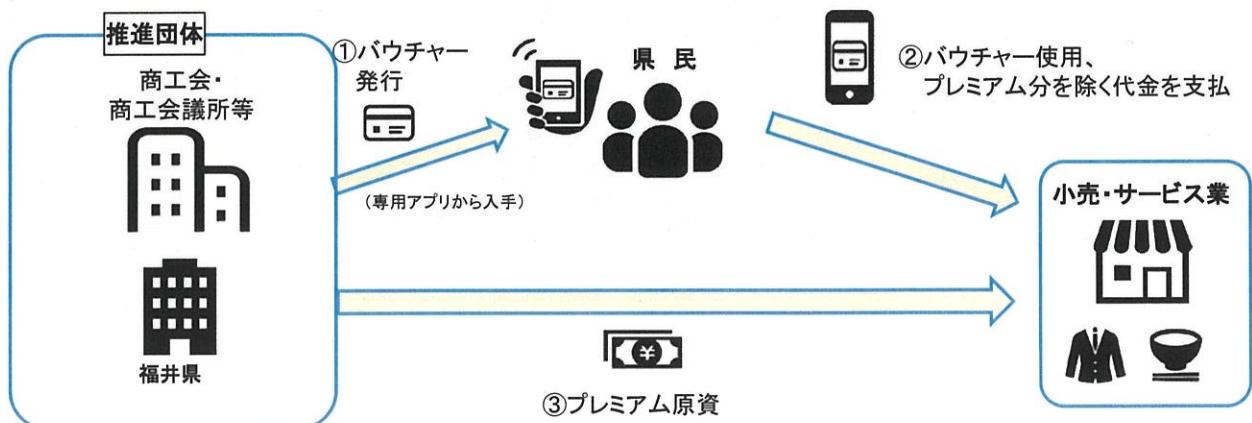 推進団体
商工会・
商工会議所等
福井県
①バウチャー
発行
(専用アプリから入手)
県 民
②バウチャー使用、
プレミアム分を除く代金を支払
小売・サービス業
¥
③プレミアム原資